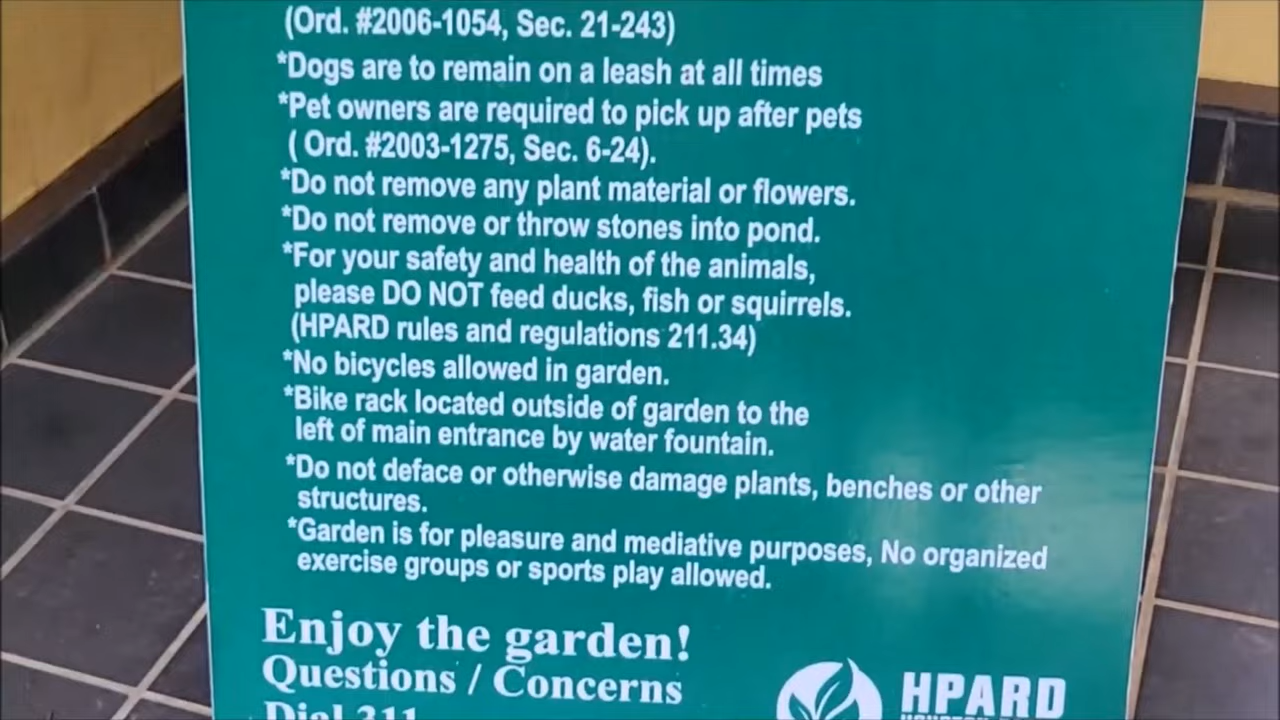 (Ord. #2006-1054, Sec. 21-243)
*Dogs are to remain on a leash at all times
*Pet owners are required to pick up after pets
( Ord. #2003-1275, Sec. 6-24).
*Do not remove any plant material or flowers.
*Do not remove or throw stones into pond.
*For your safety and health of the animals,
please DO NOT feed ducks, fish or squirrels.
(HPARD rules and regulations 211.34)
*No bicycles allowed in garden.
*Bike rack located outside of garden to the
left of main entrance by water fountain.
*Do not deface or otherwise damage plants, benches or other
structures.
*Garden is for pleasure and mediative purposes, No organized
exercise groups or sports play allowed.
Enjoy the garden!
Questions / Concerns
Dial 311
HPARD